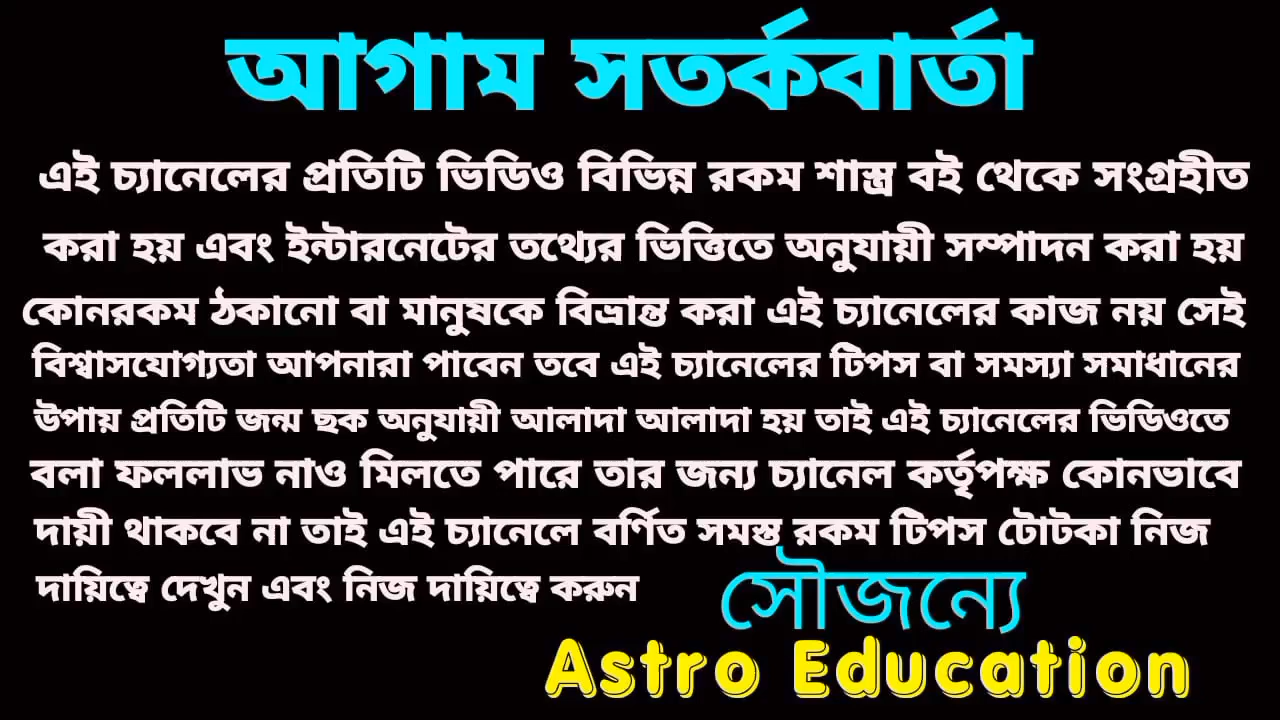 আগাম সতর্কবার্তা
এই চ্যানেলের প্রতিটি ভিডিও বিভিন্ন রকম শাস্ত্র বই থেকে সংগ্রহীত
করা হয় এবং ইন্টারনেটের তথ্যের ভিত্তিতে অনুযায়ী সম্পাদন করা হয়
কোনরকম ঠকানো বা মানুষকে বিভ্রান্ত করা এই চ্যানেলের কাজ নয় সেই
বিশ্বাসযোগ্যতা আপনারা পাবেন তবে এই চ্যানেলের টিপস বা সমস্যা সমাধানের
উপায় প্রতিটি জন্ম ছক অনুযায়ী আলাদা আলাদা হয় তাই এই চ্যানেলের ভিডিওতে
বলা ফললাভ নাও মিলতে পারে তার জন্য চ্যানেল কর্তৃপক্ষ কোনভাবে
দায়ী থাকবে না তাই এই চ্যানেলে বর্ণিত সমস্ত রকম টিপস টোটকা নিজ
দায়িত্বে দেখুন এবং নিজ দায়িত্বে করুন
সৌজন্যে
Astro Education